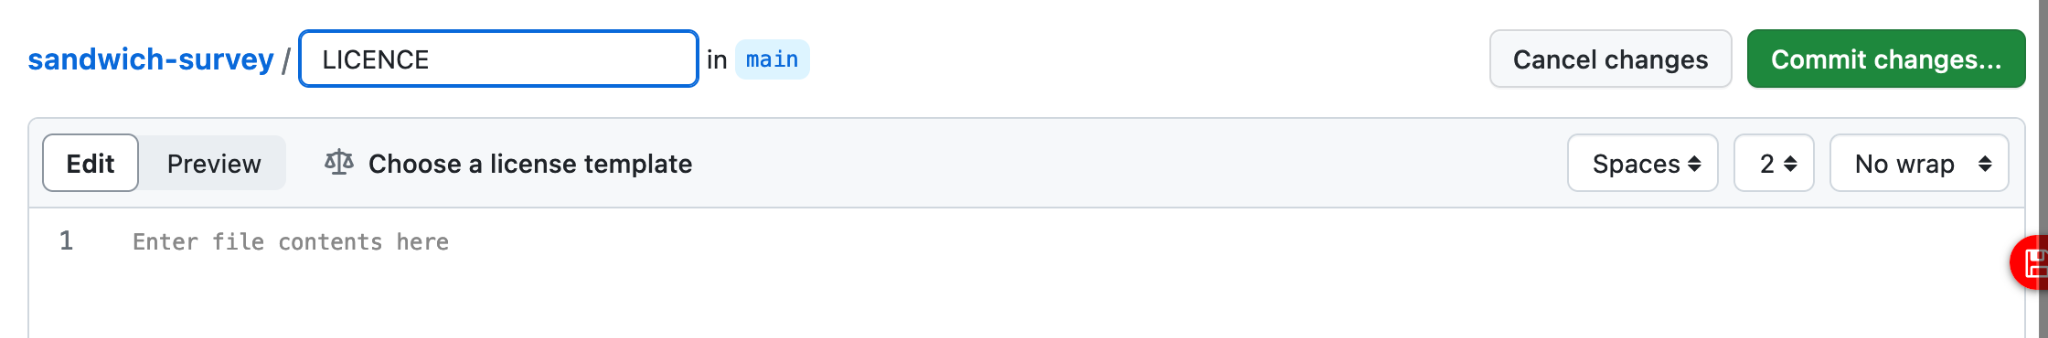 sandwich-survey / LICENCE in main Cancel changes Commit changes...
Edit Preview Choose a license template Spaces 2 No wrap
1 Enter file contents here